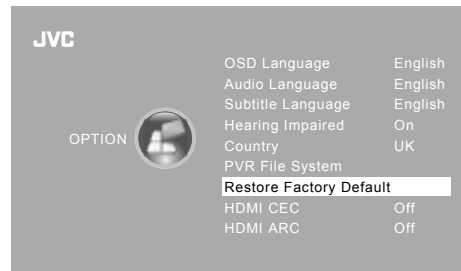 JVC
OSD Language English
Audio Language English
Subtitle Language English
Hearing Impaired On
OPTION
Country UK
PVR File System
Restore Factory Default
HDMI CEC Off
HDMI ARC Off